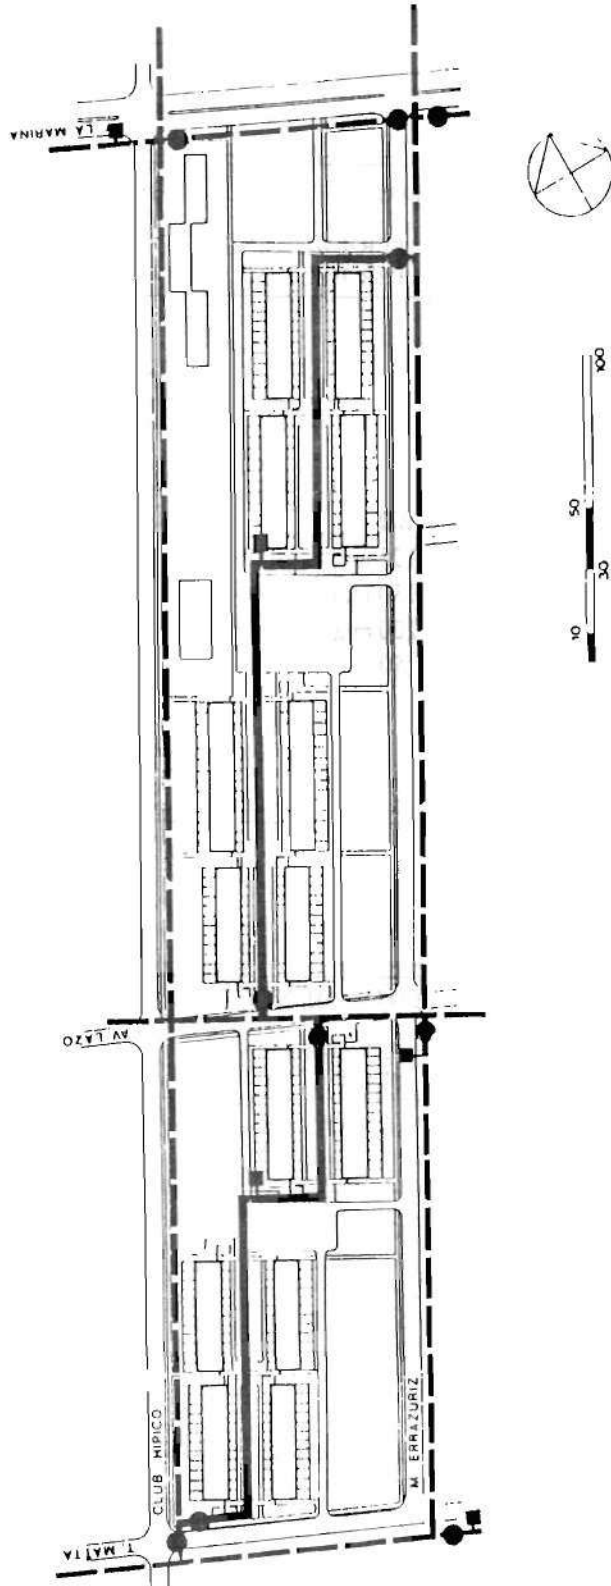 LA MARINA
100
50
30
10
AV LAZO
CLUB HIPICO
M ERRAZURIZ
T. MATTA